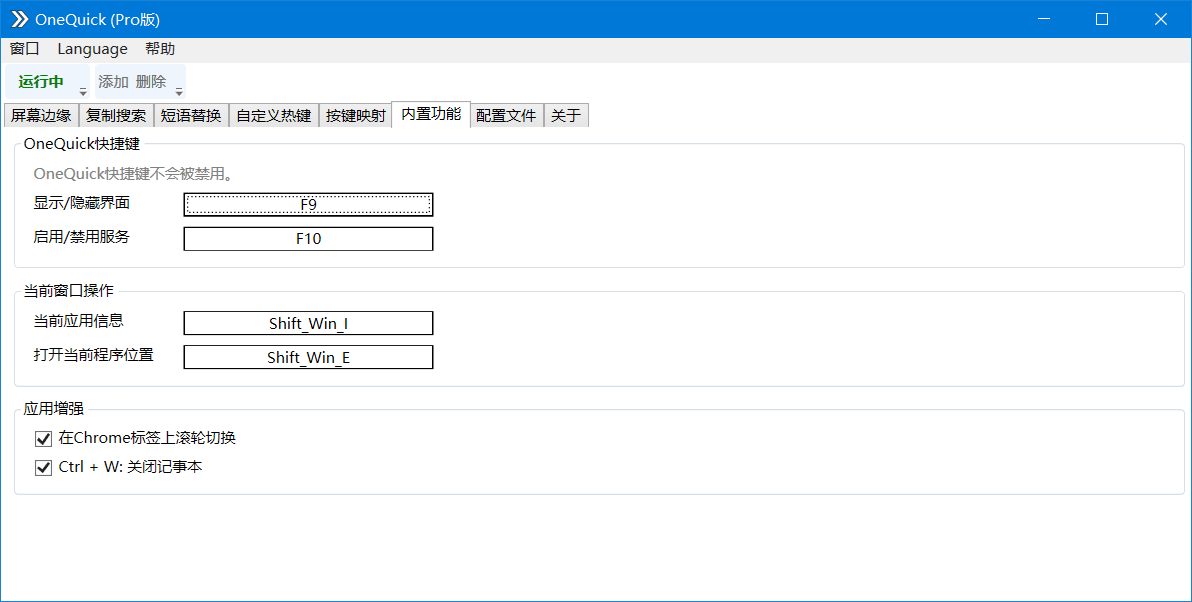 OneQuick (Pro版)
窗口 Language 帮助
运行中 添加 删除
屏幕边缘 复制搜索 短语替换 自定义热键 按键映射 内置功能 配置文件 关于
OneQuick快捷键
OneQuick快捷键不会被禁用。
显示/隐藏界面 F9
启用/禁用服务 F10
当前窗口操作
当前应用信息 Shift_Win_I
打开当前程序位置 Shift_Win_E
应用增强
在Chrome标签上滚轮切换
Ctrl + W: 关闭记事本